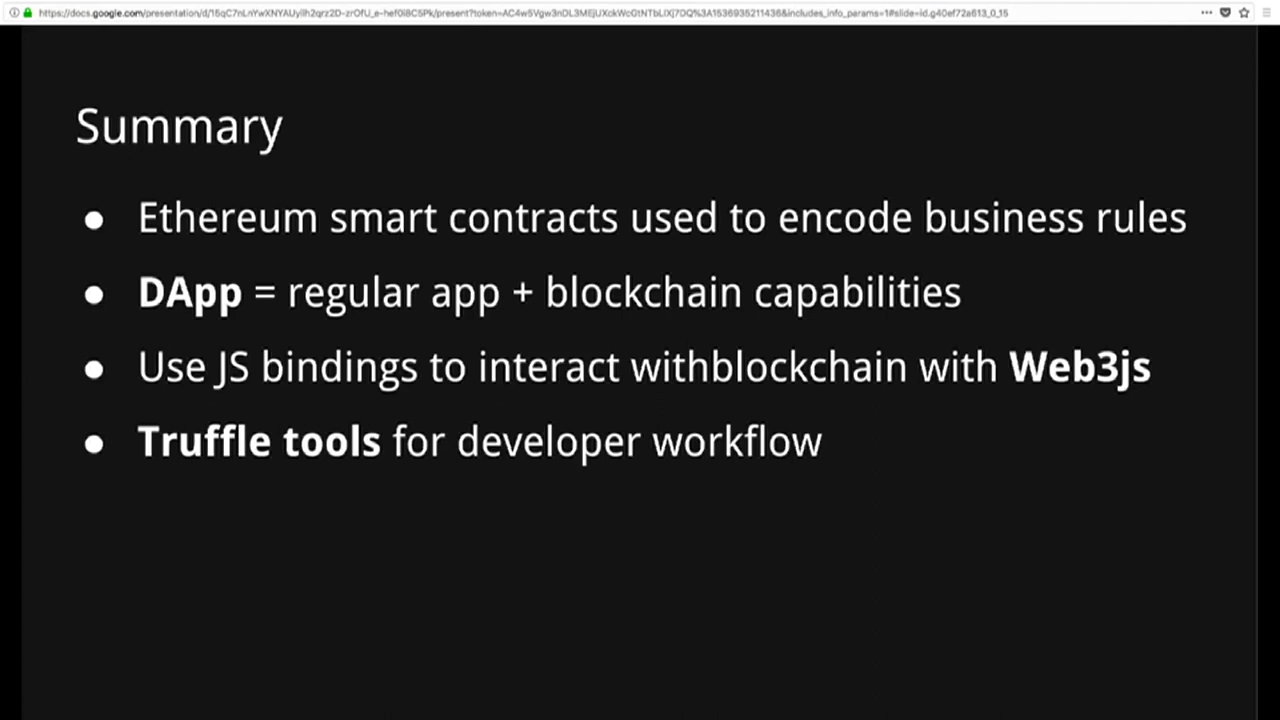 Summary
● Ethereum smart contracts used to encode business rules
● DApp = regular app + blockchain capabilities
● Use JS bindings to interact withblockchain with Web3js
● Truffle tools for developer workflow